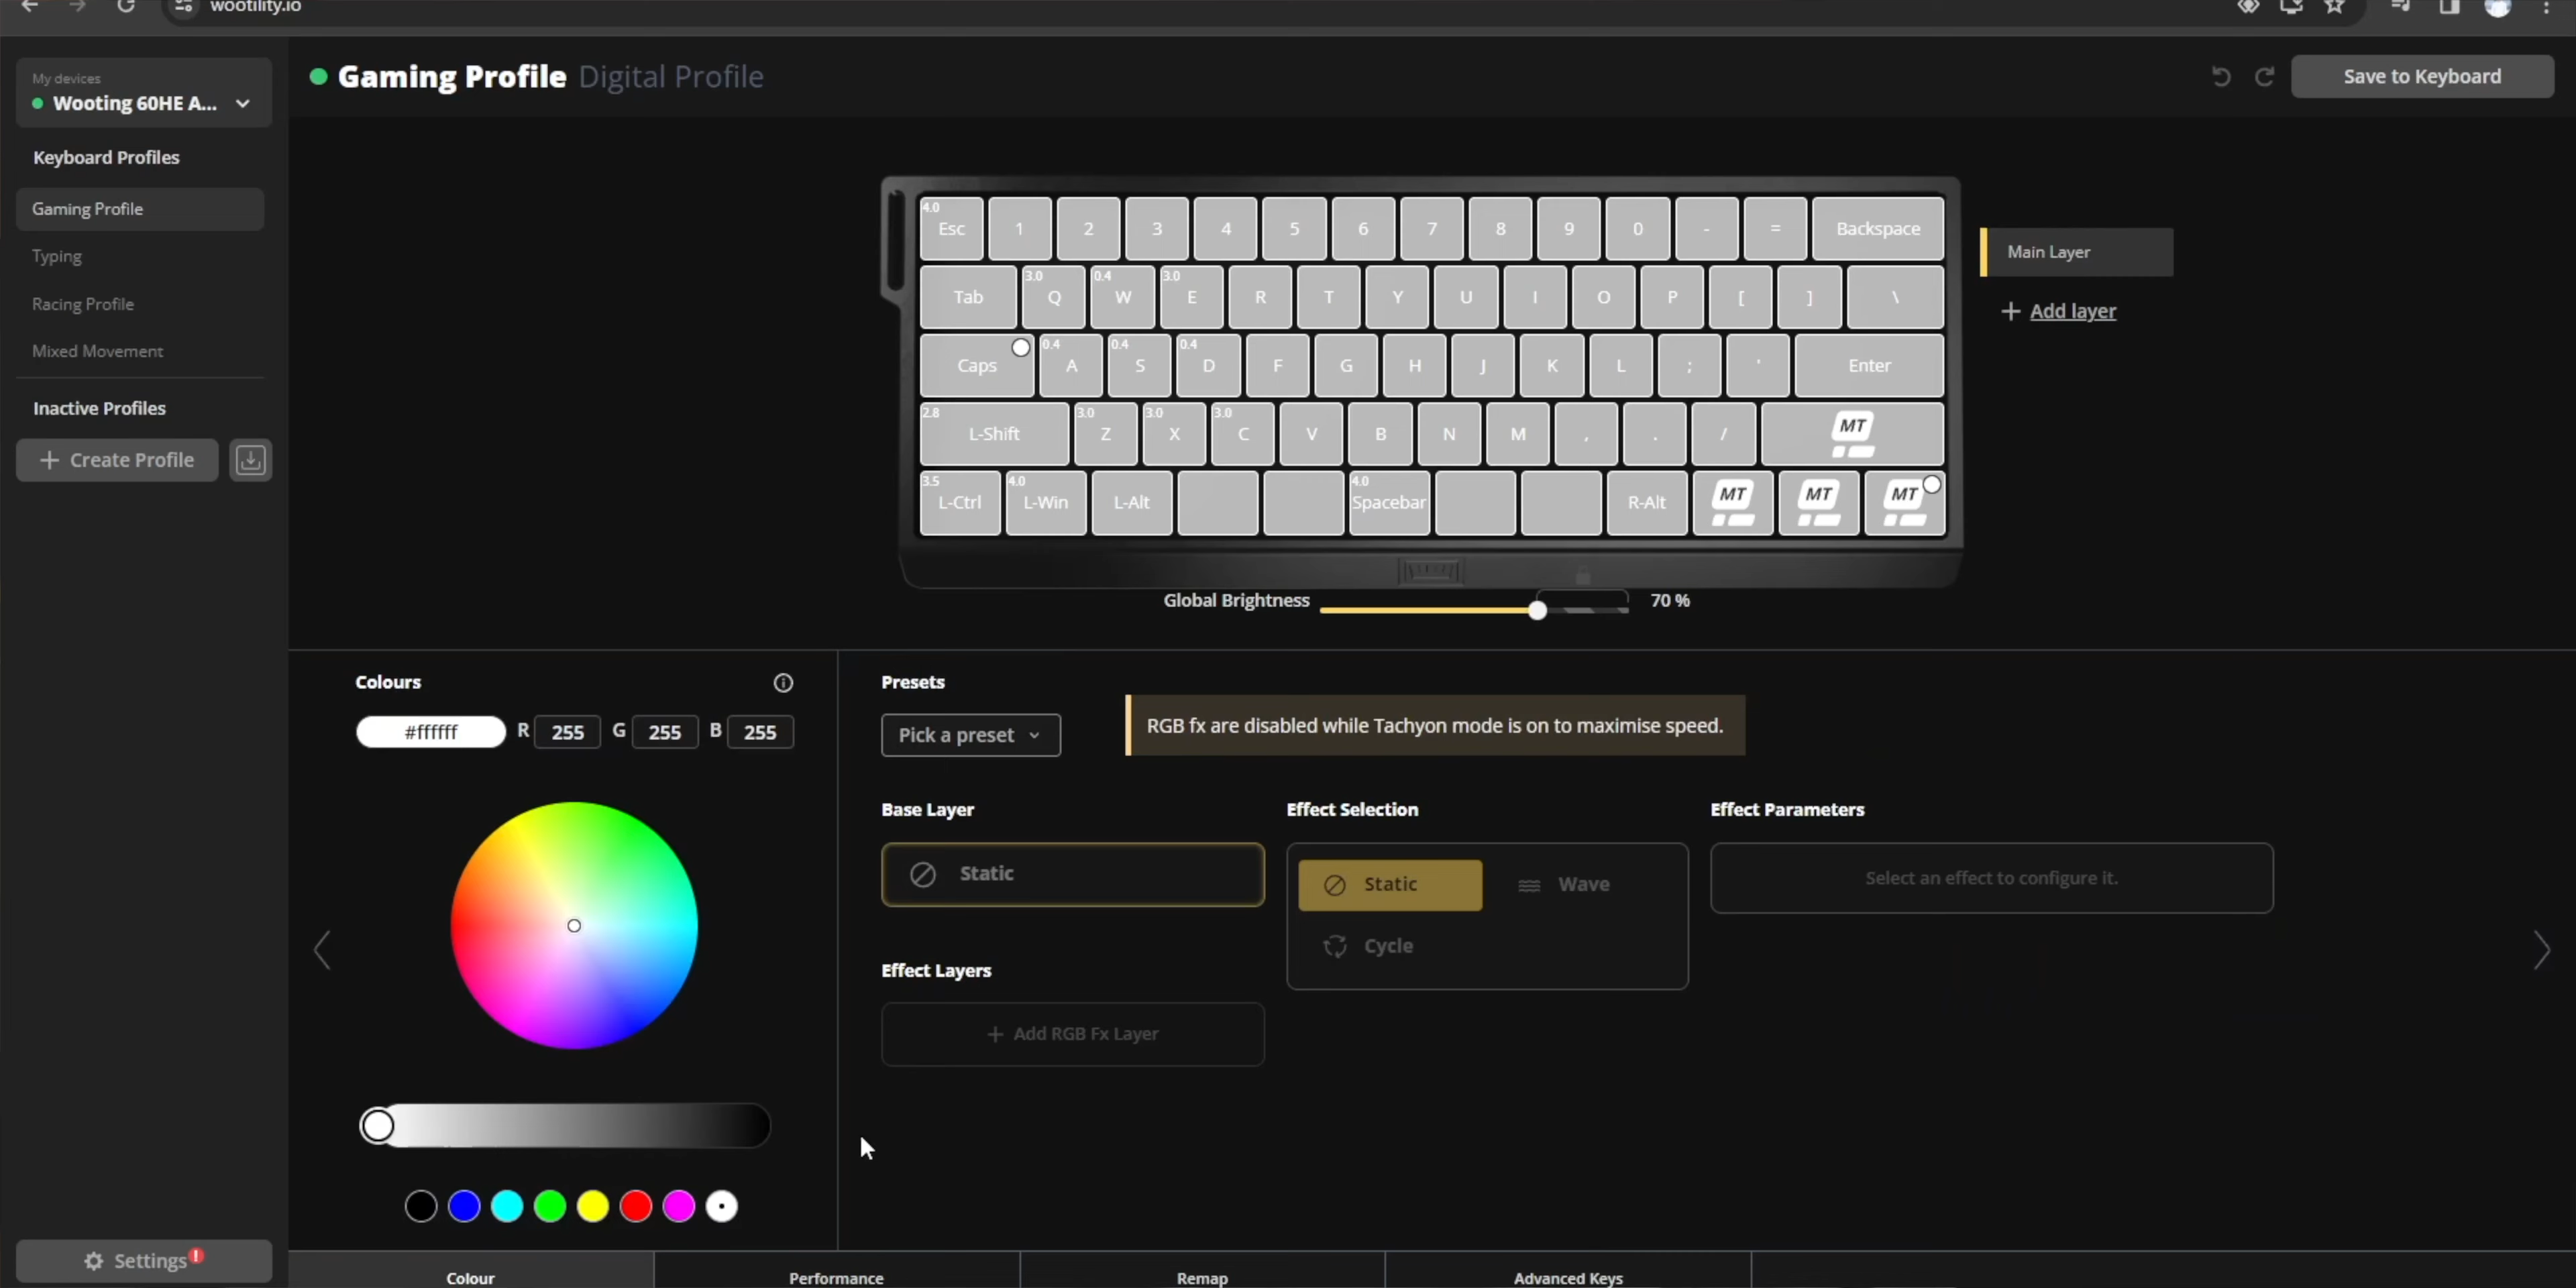 wootility.io
My devices
Wooting 60HE A...
Keyboard Profiles
Gaming Profile
Typing
Racing Profile
Mixed Movement
Inactive Profiles
+ Create Profile
Settings !
Gaming Profile Digital Profile
Save to Keyboard
4.0 Esc 1 2 3 4 5 6 7 8 9 0 - = Backspace
Tab 3.0 Q 0.4 W 3.0 E R T Y U I O P [ ] \
Caps 0.4 A 0.4 S 0.4 D F G H J K L ; ' Enter
2.8 L-Shift 3.0 Z 3.0 X 3.0 C V B N M , . / MT
3.5 L-Ctrl 4.0 L-Win L-Alt 4.0 Spacebar R-Alt MT MT MT
Main Layer
+ Add layer
Global Brightness 70 %
Colours
#ffffff R 255 G 255 B 255
Presets
Pick a preset
RGB fx are disabled while Tachyon mode is on to maximise speed.
Base Layer
Static
Effect Layers
+ Add RGB Fx Layer
Effect Selection
Static Wave
Cycle
Effect Parameters
Select an effect to configure it.
Colour Performance Remap Advanced Keys